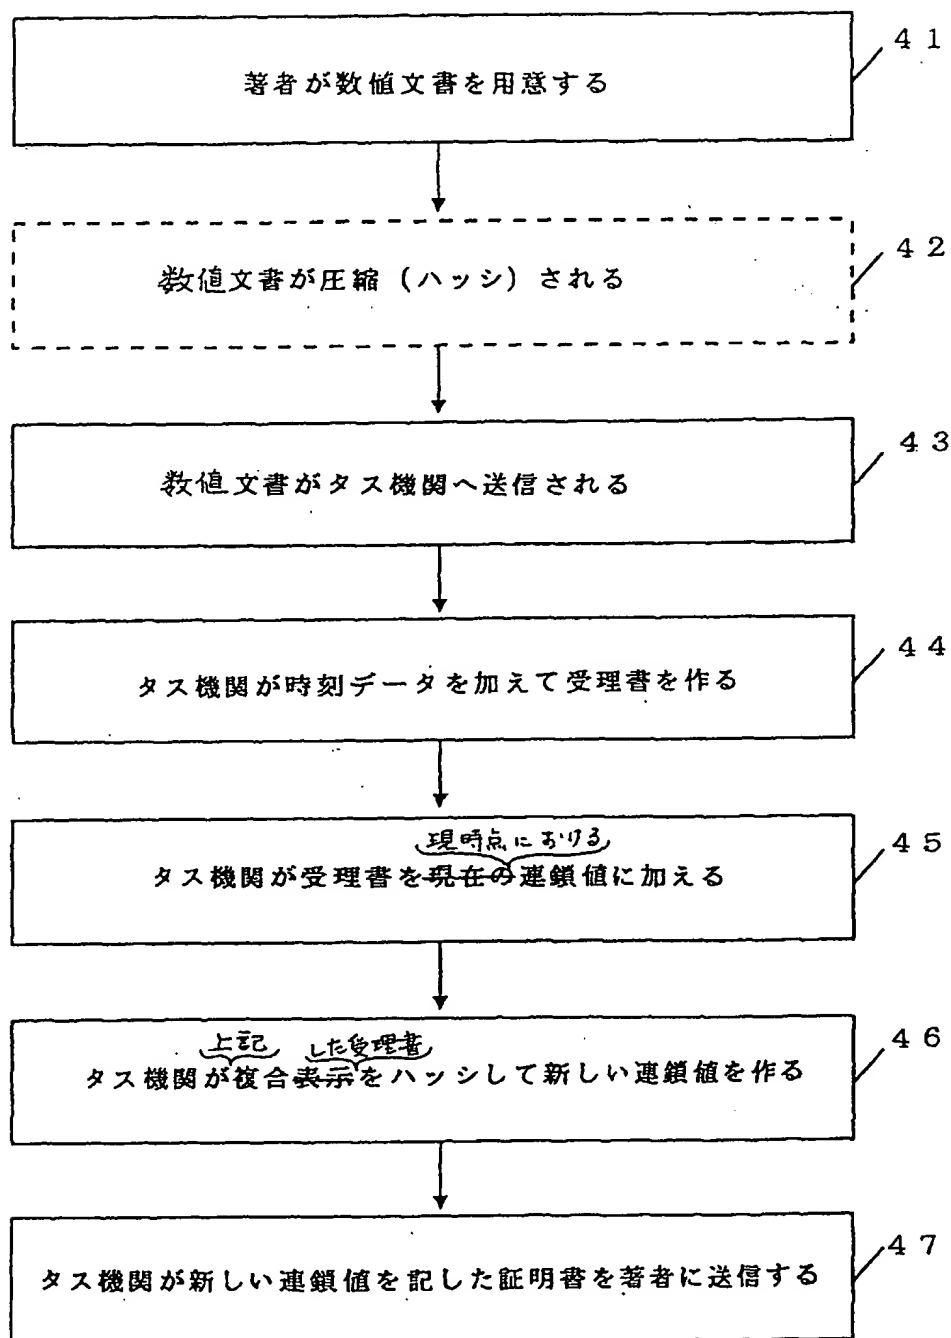 41
著者が数値文書を用意する
42
数値文書が圧縮（ハッシ）される
43
数値文書がタス機関へ送信される
44
タス機関が時刻データを加えて受理書を作る
45
現時点における
タス機関が受理書を現在の連鎖値に加える
46
上記 した受理書
タス機関が複合表示をハッシして新しい連鎖値を作る
47
タス機関が新しい連鎖値を記した証明書を著者に送信する